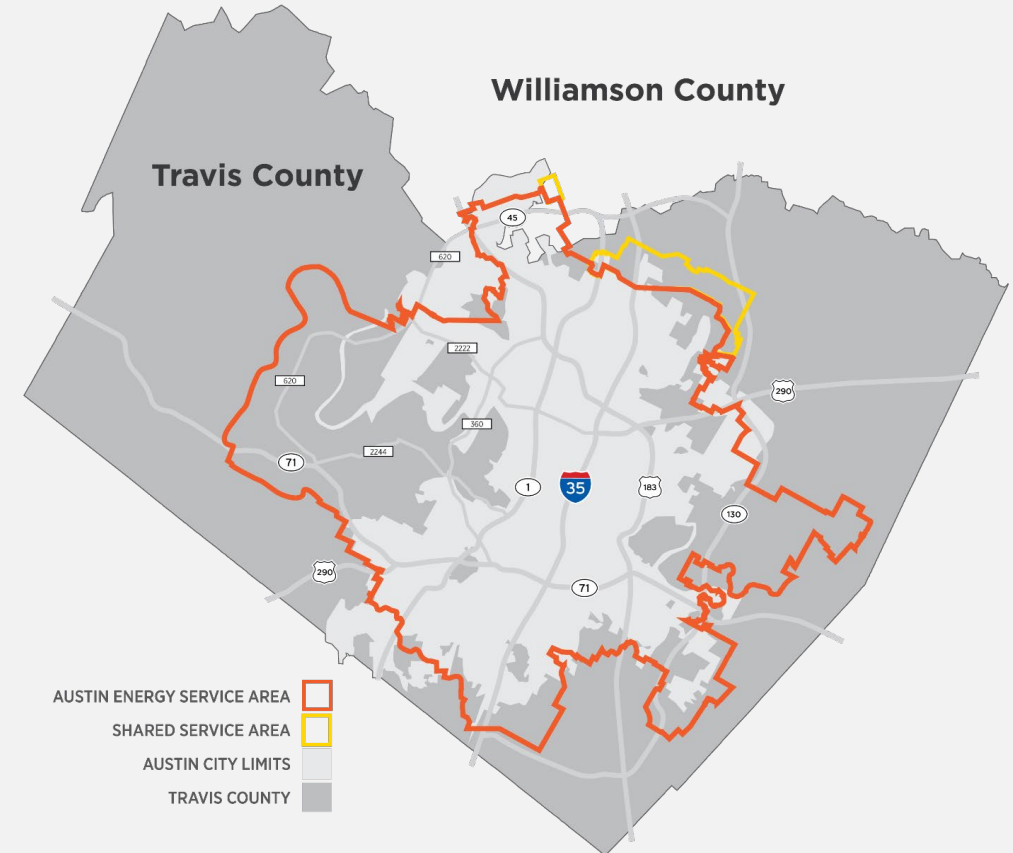 Williamson County
Travis County
45
620
2222
620
290
360
2244
71
1
35
183
130
290
71
AUSTIN ENERGY SERVICE AREA
SHARED SERVICE AREA
AUSTIN CITY LIMITS
TRAVIS COUNTY